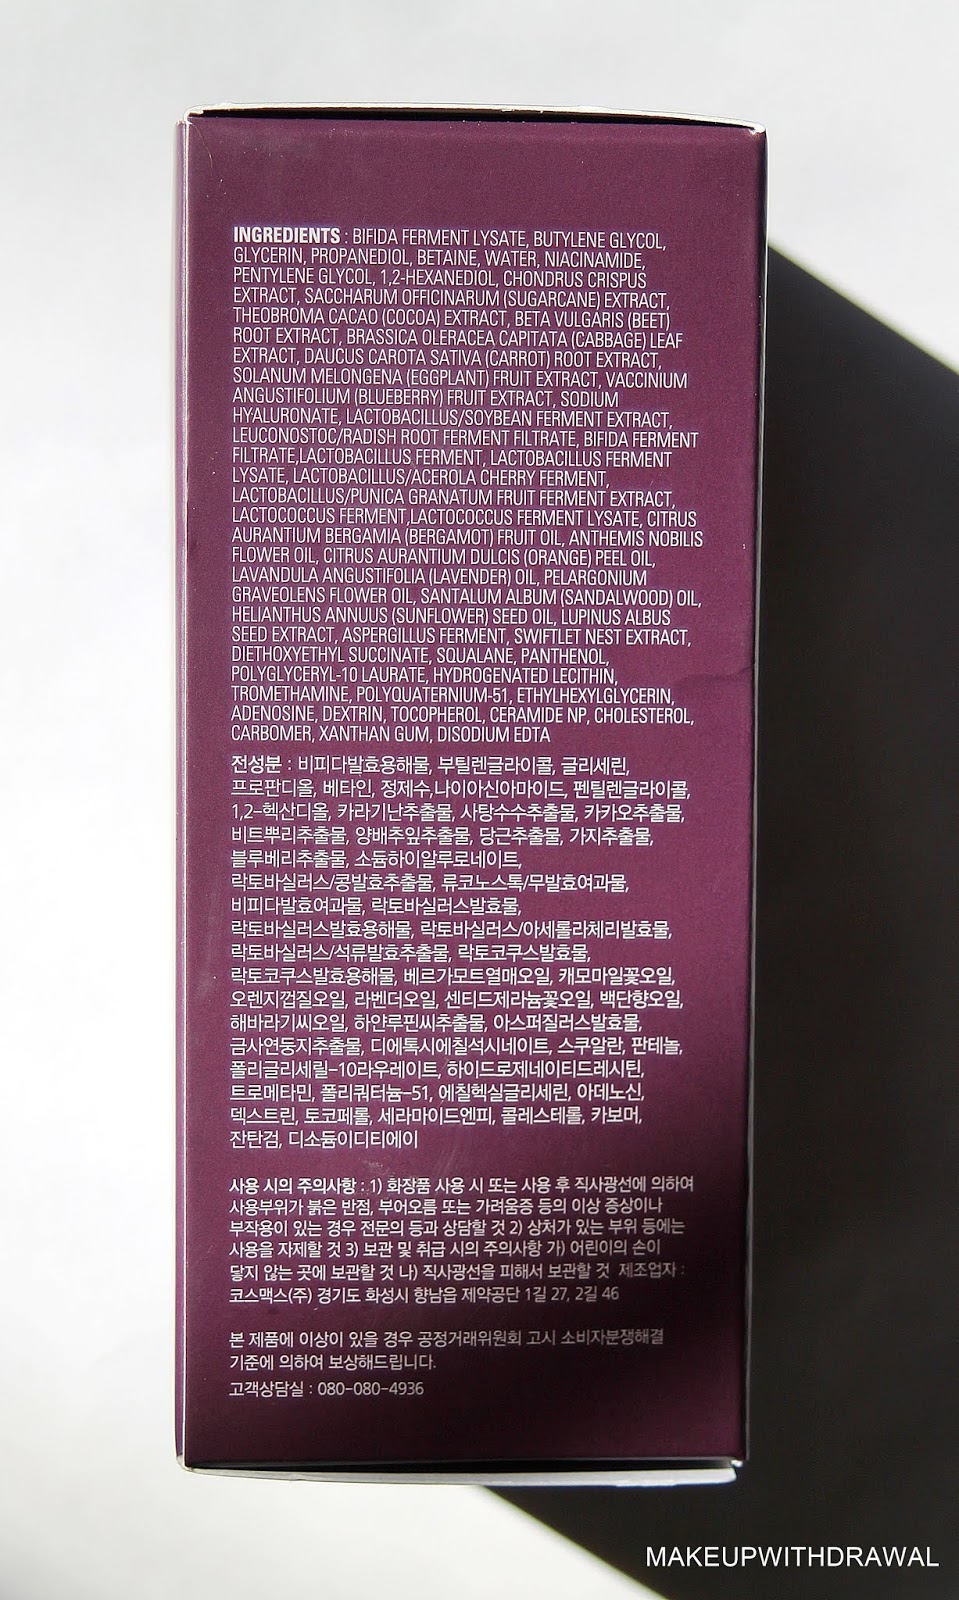 INGREDIENTS : BIFIDA FERMENT LYSATE, BUTYLENE GLYCOL,
GLYCERIN, PROPANEDIOL, BETAINE, WATER, NIACINAMIDE,
PENTYLENE GLYCOL, 1,2-HEXANEDIOL, CHONDRUS CRISPUS
EXTRACT, SACCHARUM OFFICINARUM (SUGARCANE) EXTRACT,
THEOBROMA CACAO (COCOA) EXTRACT, BETA VULGARIS (BEET)
ROOT EXTRACT, BRASSICA OLERACEA CAPITATA (CABBAGE) LEAF
EXTRACT, DAUCUS CAROTA SATIVA (CARROT) ROOT EXTRACT,
SOLANUM MELONGENA (EGGPLANT) FRUIT EXTRACT, VACCINIUM
ANGUSTIFOLIUM (BLUEBERRY) FRUIT EXTRACT, SODIUM
HYALURONATE, LACTOBACILLUS/SOYBEAN FERMENT EXTRACT,
LEUCONOSTOC/RADISH ROOT FERMENT FILTRATE, BIFIDA FERMENT
FILTRATE,LACTOBACILLUS FERMENT, LACTOBACILLUS FERMENT
LYSATE, LACTOBACILLUS/ACEROLA CHERRY FERMENT,
LACTOBACILLUS/PUNICA GRANATUM FRUIT FERMENT EXTRACT,
LACTOCOCCUS FERMENT,LACTOCOCCUS FERMENT LYSATE, CITRUS
AURANTIUM BERGAMIA (BERGAMOT) FRUIT OIL, ANTHEMIS NOBILIS
FLOWER OIL, CITRUS AURANTIUM DULCIS (ORANGE) PEEL OIL,
LAVANDULA ANGUSTIFOLIA (LAVENDER) OIL, PELARGONIUM
GRAVEOLENS FLOWER OIL, SANTALUM ALBUM (SANDALWOOD) OIL,
HELIANTHUS ANNUUS (SUNFLOWER) SEED OIL, LUPINUS ALBUS
SEED EXTRACT, ASPERGILLUS FERMENT, SWIFTLET NEST EXTRACT,
DIETHOXYETHYL SUCCINATE, SQUALANE, PANTHENOL,
POLYGLYCERYL-10 LAURATE, HYDROGENATED LECITHIN,
TROMETHAMINE, POLYQUATERNIUM-51, ETHYLHEXYLGLYCERIN,
ADENOSINE, DEXTRIN, TOCOPHEROL, CERAMIDE NP, CHOLESTEROL,
CARBOMER, XANTHAN GUM, DISODIUM EDTA
전성분 : 비피다발효용해물, 부틸렌글라이콜, 글리세린,
프로판디올, 베타인, 정제수,나이아신아마이드, 펜틸렌글라이콜,
1,2-헥산디올, 카라기난추출물, 사탕수수추출물, 카카오추출물,
비트뿌리추출물, 양배추잎추출물, 당근추출물, 가지추출물,
블루베리추출물, 소듐하이알루로네이트,
락토바실러스/콩발효추출물, 류코노스톡/무발효여과물,
비피다발효여과물, 락토바실러스발효물,
락토바실러스발효용해물, 락토바실러스/아세롤라체리발효물,
락토바실러스/석류발효추출물, 락토코쿠스발효물,
락토코쿠스발효용해물, 베르가모트열매오일, 캐모마일꽃오일,
오렌지껍질오일, 라벤더오일, 센티드제라늄꽃오일, 백단향오일,
해바라기씨오일, 하얀루핀씨추출물, 아스퍼질러스발효물,
금사연둥지추출물, 디에톡시에칠석시네이트, 스쿠알란, 판테놀,
폴리글리세릴-10라우레이트, 하이드로제네이티드레시틴,
트로메타민, 폴리쿼터늄-51, 에칠헥실글리세린, 아데노신,
덱스트린, 토코페롤, 세라마이드엔피, 콜레스테롤, 카보머,
잔탄검, 디소듐이디티에이
사용 시의 주의사항 : 1) 화장품 사용 시 또는 사용 후 직사광선에 의하여
사용부위가 붉은 반점, 부어오름 또는 가려움증 등의 이상 증상이나
부작용이 있는 경우 전문의 등과 상담할 것 2) 상처가 있는 부위 등에는
사용을 자제할 것 3) 보관 및 취급 시의 주의사항 가) 어린이의 손이
닿지 않는 곳에 보관할 것 나) 직사광선을 피해서 보관할 것 제조업자 :
코스맥스(주) 경기도 화성시 향남읍 제약공단 1길 27, 2길 46
본 제품에 이상이 있을 경우 공정거래위원회 고시 소비자분쟁해결
기준에 의하여 보상해드립니다.
고객상담실 : 080-080-4936
MAKEUPWITHDRAWAL